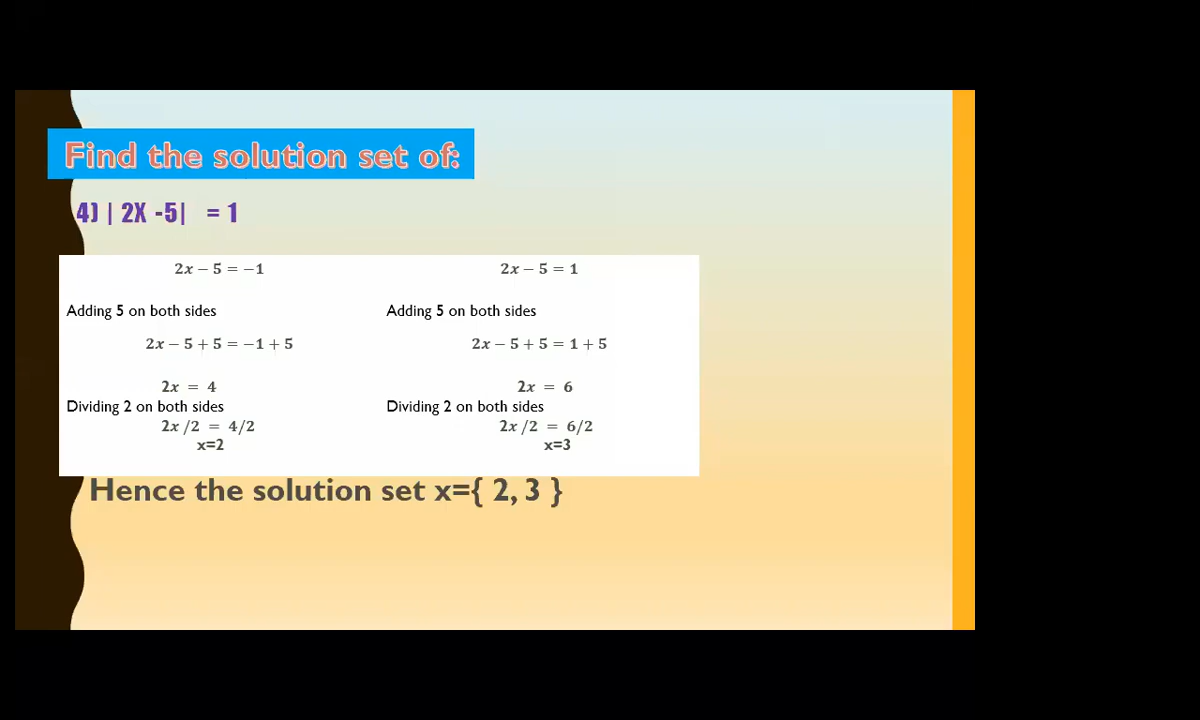 Find the solution set of:
4) | 2X -5|   = 1
2x – 5 = –1
Adding 5 on both sides
2x – 5 + 5 = –1 + 5
2x = 4
Dividing 2 on both sides
2x /2 = 4/2
x=2
2x – 5 = 1
Adding 5 on both sides
2x – 5 + 5 = 1 + 5
2x = 6
Dividing 2 on both sides
2x /2 = 6/2
x=3
Hence the solution set x={ 2, 3 }